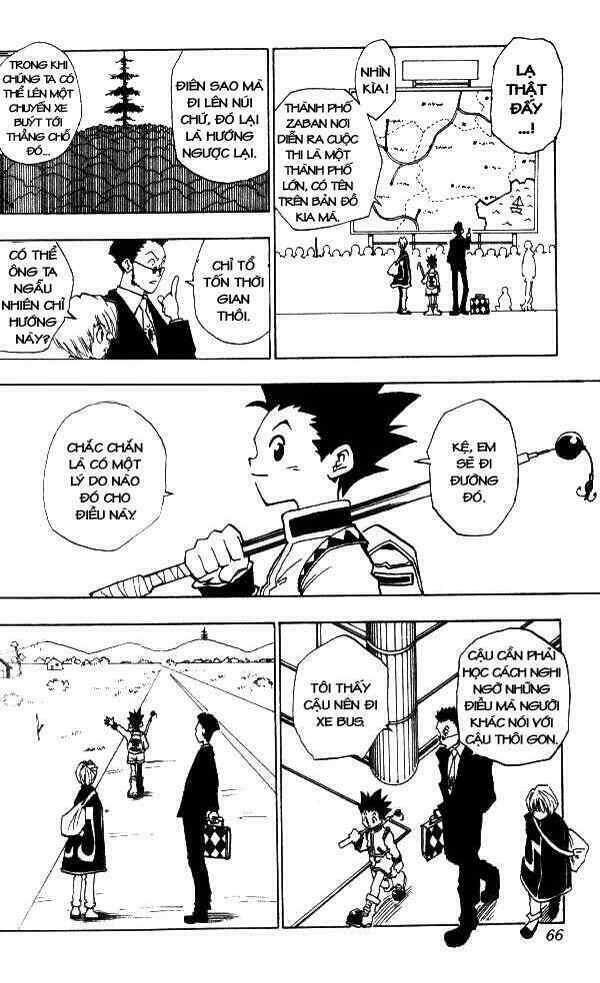 LẠ
THẬT
ĐẤY
...!
NHÌN
KÌA!
THÀNH PHỐ
ZABAN NƠI
DIỄN RA CUỘC
THI LÀ MỘT
THÀNH PHỐ
LỚN, CÓ TÊN
TRÊN BẢN ĐỒ
KIA MÀ.
ĐIÊN SAO MÀ
ĐI LÊN NÚI
CHỨ, ĐÓ LẠI
LÀ HƯỚNG
NGƯỢC LẠI.
TRONG KHI
CHÚNG TA CÓ
THỂ LÊN MỘT
CHUYẾN XE
BUÝT TỚI
THẲNG CHỖ
ĐÓ...
CHỈ TỔ
TỐN THỜI
GIAN
THÔI.
CÓ THỂ
ÔNG TA
NGẪU
NHIÊN CHỈ
HƯỚNG
NÀY?
KỆ, EM
SẼ ĐI
ĐƯỜNG
ĐÓ.
CHẮC CHẮN
LÀ CÓ MỘT
LÝ DO NÀO
ĐÓ CHO
ĐIỀU NÀY.
CẬU CẦN PHẢI
HỌC CÁCH NGHI
NGỜ NHỮNG
ĐIỀU MÀ NGƯỜI
KHÁC NÓI VỚI
CẬU THÔI GON.
TÔI THẤY
CẬU NÊN ĐI
XE BUS.
66